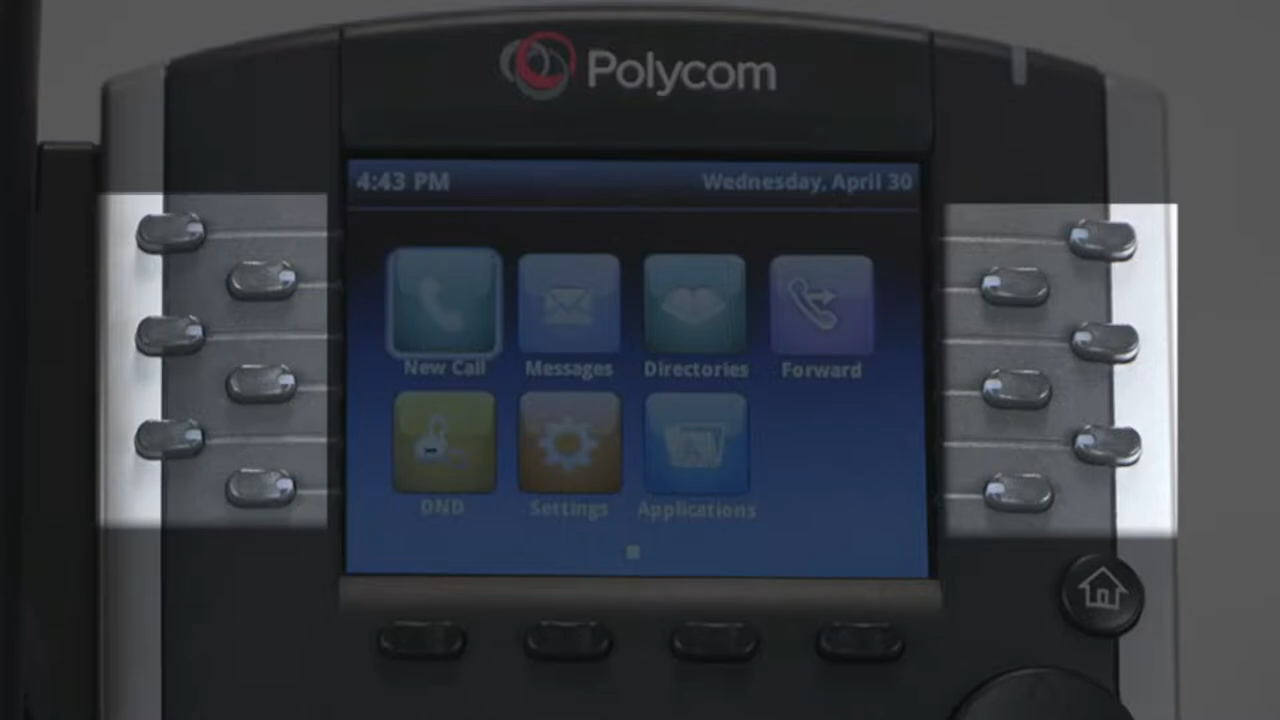 Polycom
4:43 PM Wednesday, April 30
New Call Messages Directories Forward
DND Settings Applications